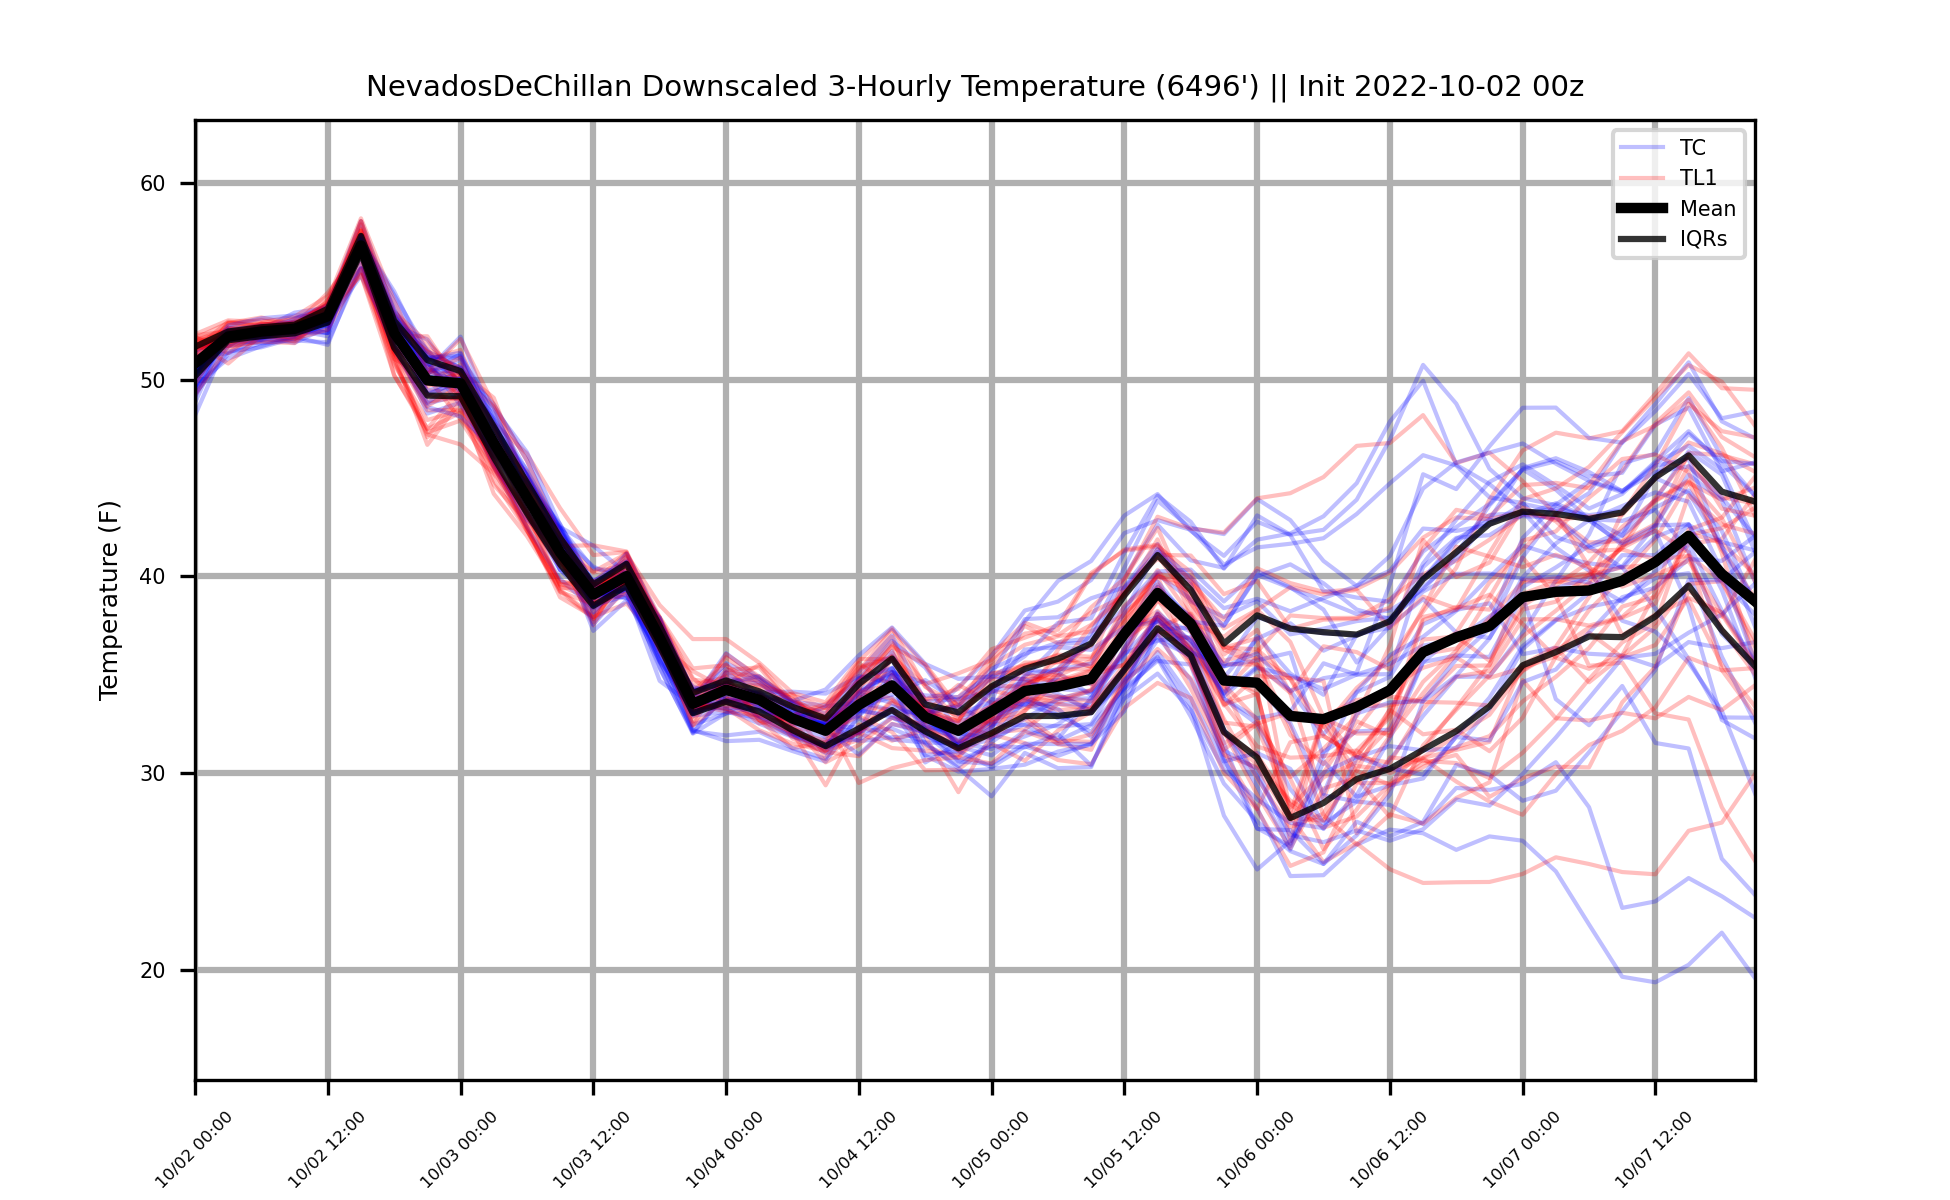 NevadosDeChillan Downscaled 3-Hourly Temperature (6496') || Init 2022-10-02 00z
TC
TL1
Mean
IQRs
Temperature (F)
60
50
40
30
20
10/02 00:00
10/02 12:00
10/03 00:00
10/03 12:00
10/04 00:00
10/04 12:00
10/05 00:00
10/05 12:00
10/06 00:00
10/06 12:00
10/07 00:00
10/07 12:00